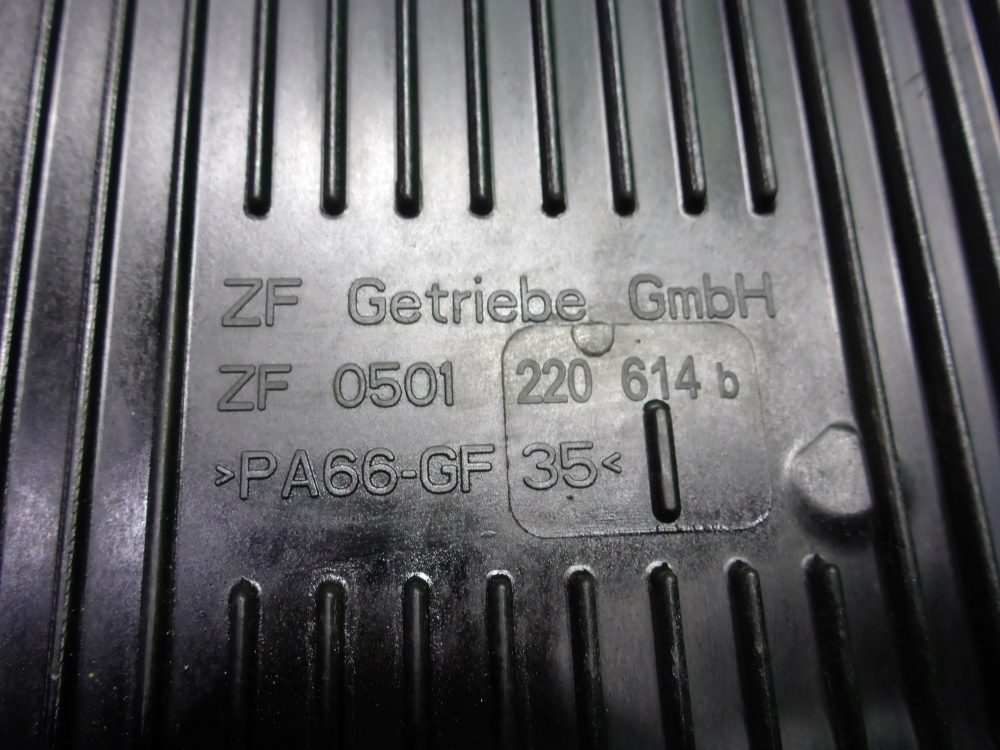 ZF Getriebe GmbH
ZF 0501 220 614 b
>PA66-GF 35<